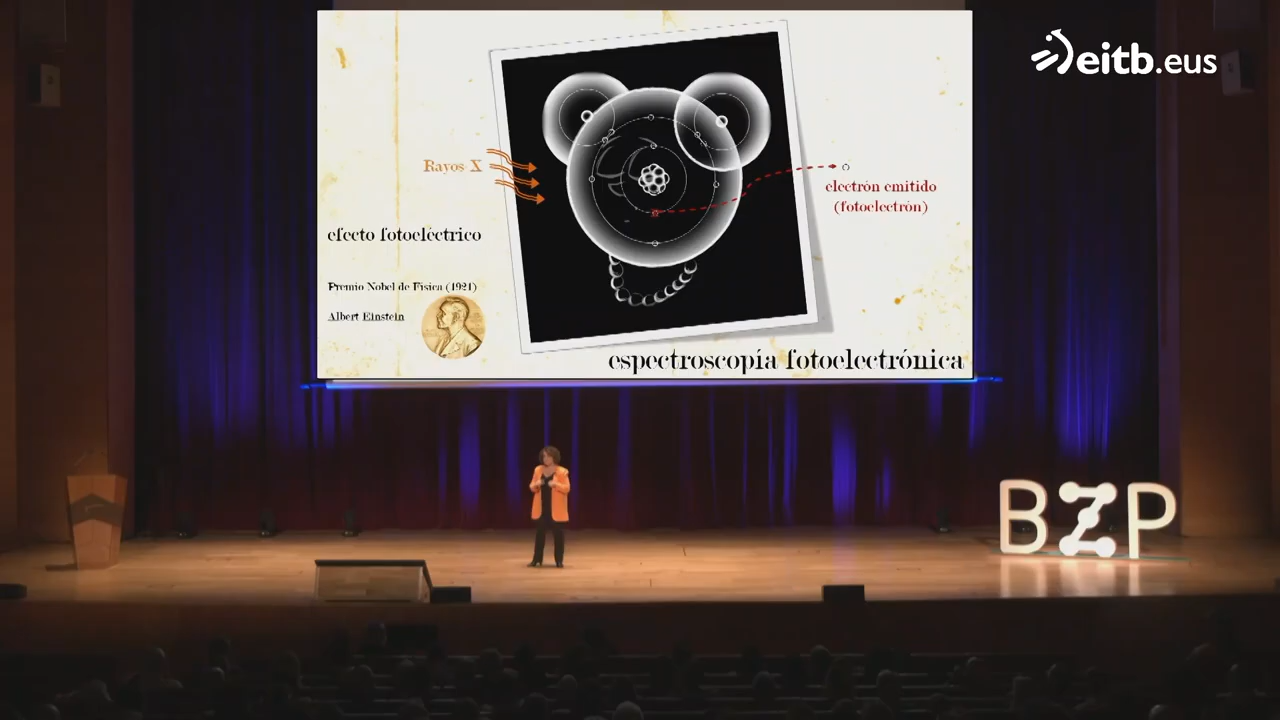 eitb.eus
Rayos X
electrón emitido
(fotoelectrón)
efecto fotoeléctrico
Premio Nobel de Física (1921)
Albert Einstein
espectroscopía fotoelectrónica
BZP